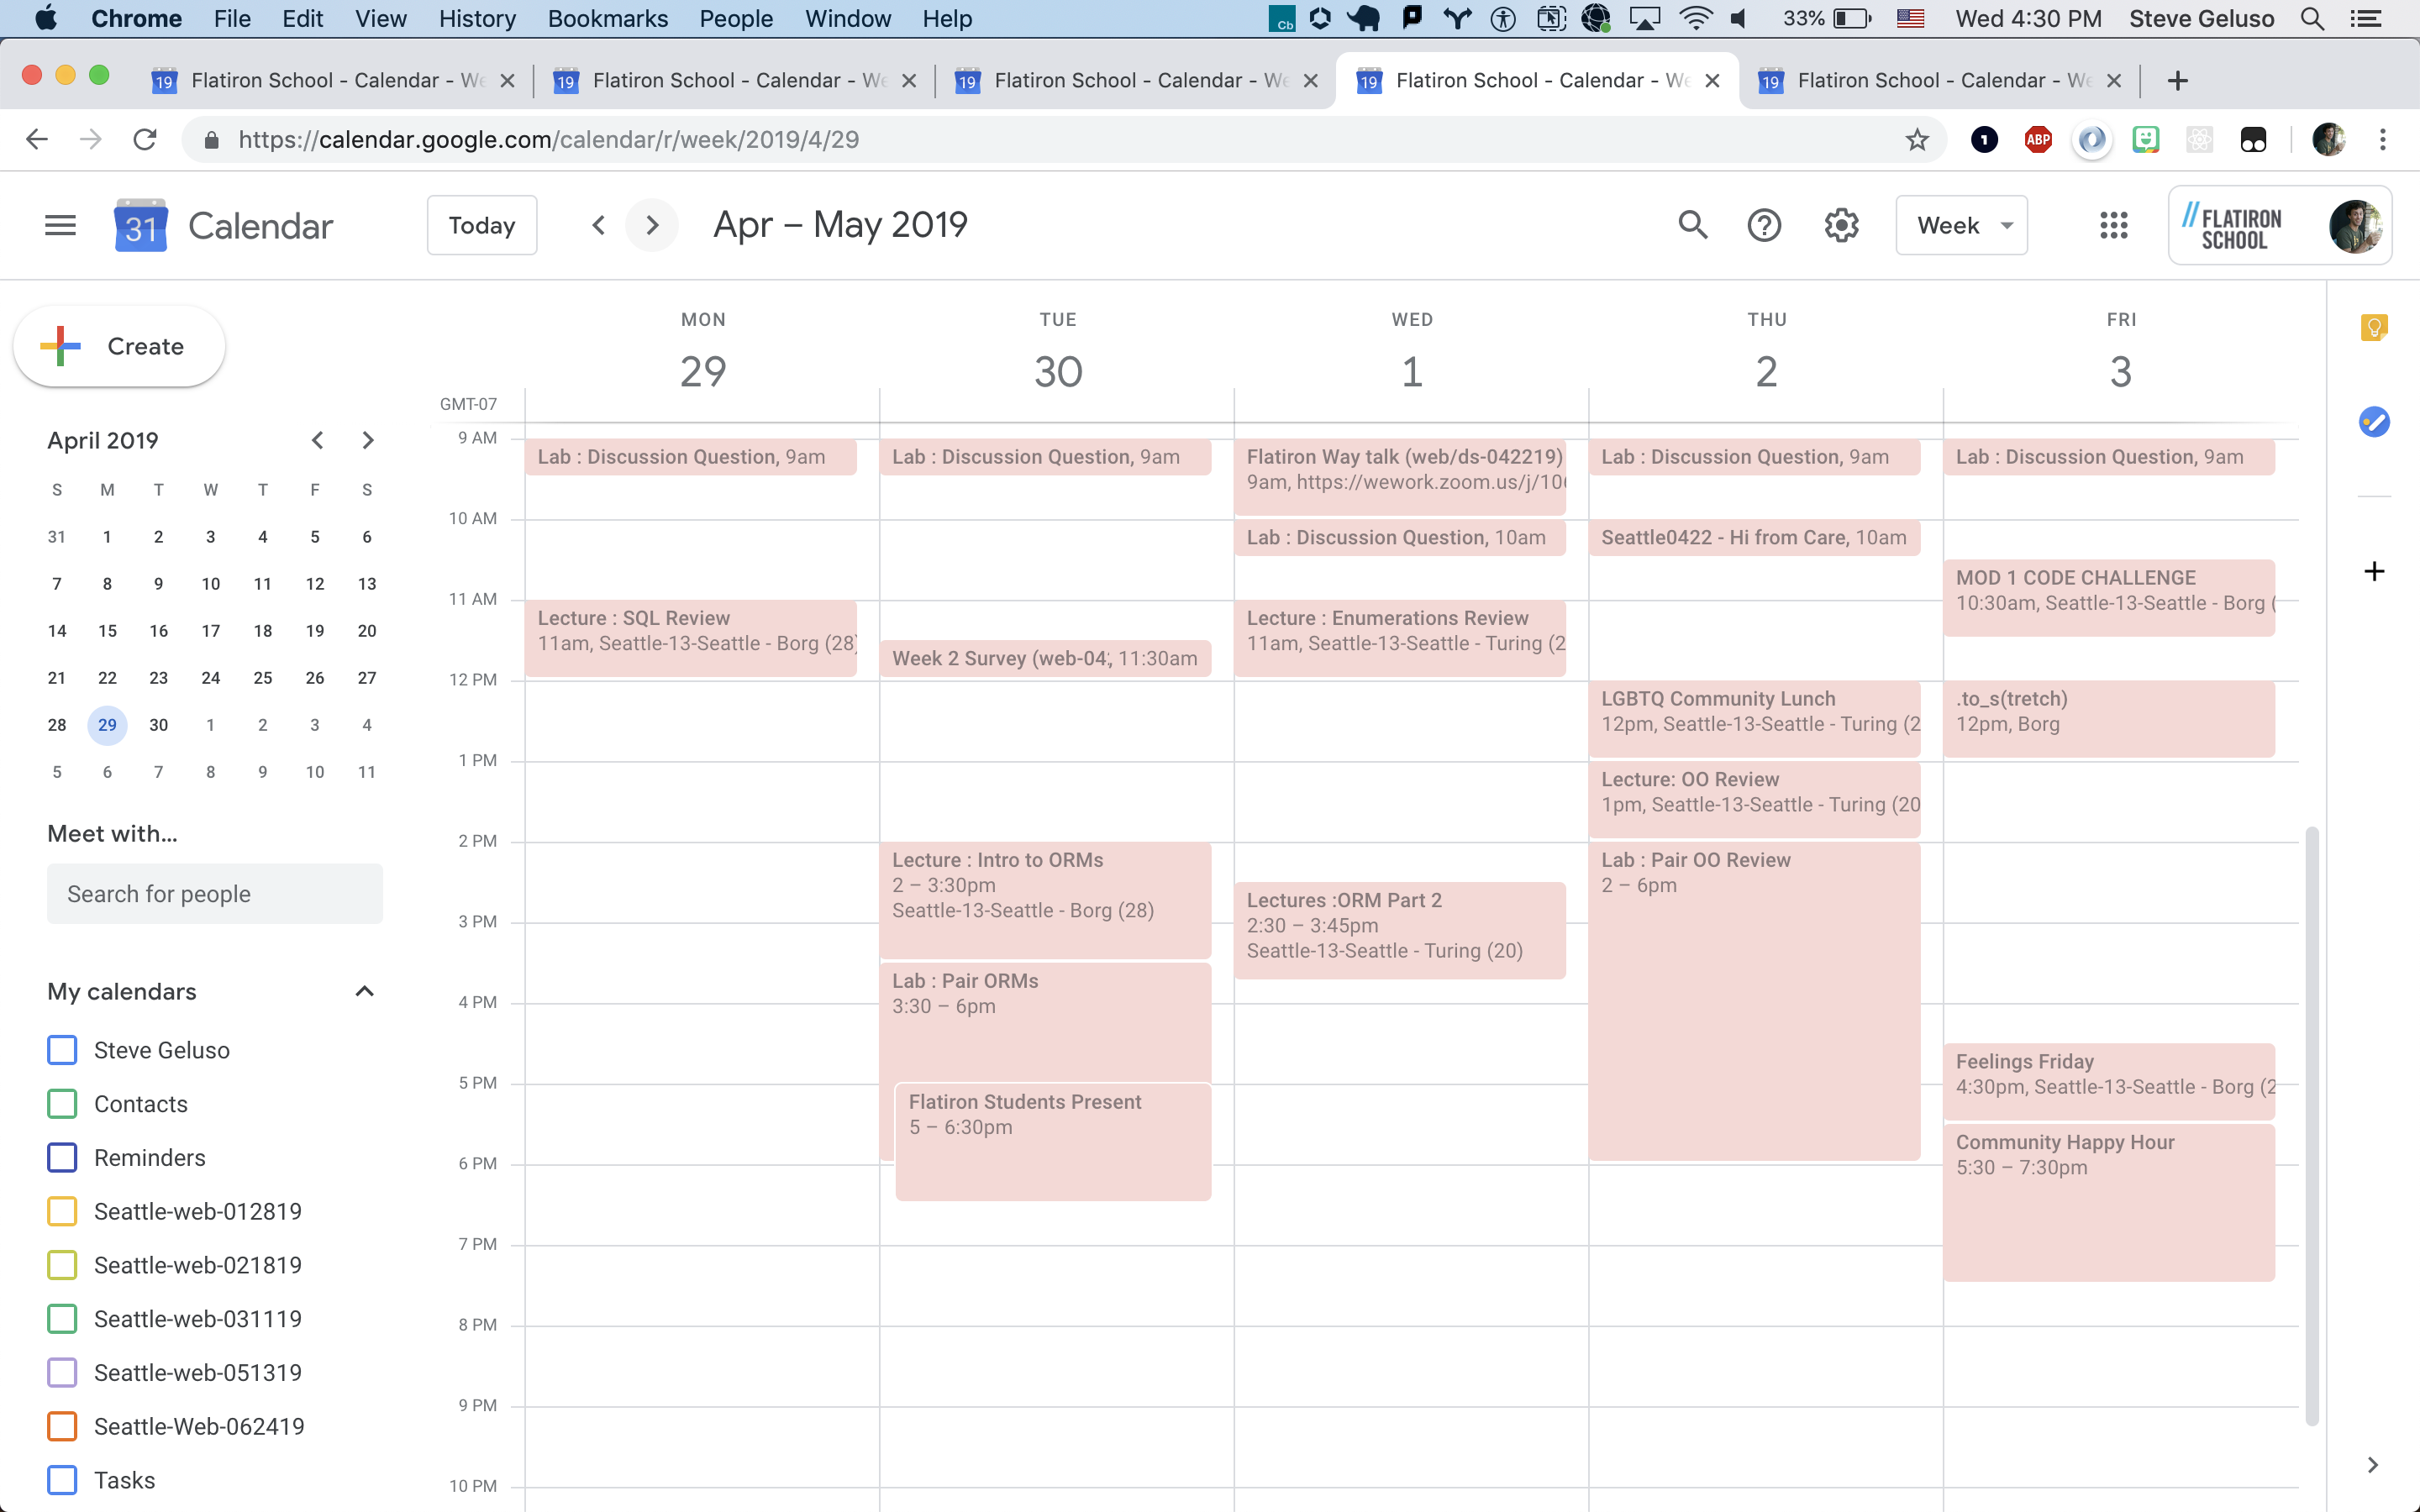 Chrome File Edit View History Bookmarks People Window Help
Cb 33% Wed 4:30 PM Steve Geluso
19 Flatiron School - Calendar - We
19 Flatiron School - Calendar - We
19 Flatiron School - Calendar - We
19 Flatiron School - Calendar - We
19 Flatiron School - Calendar - We
https://calendar.google.com/calendar/r/week/2019/4/29
1 ABP
31 Calendar Today Apr – May 2019 Week
// FLATIRON
SCHOOL
Create
April 2019
S M T W T F S
31 1 2 3 4 5 6
7 8 9 10 11 12 13
14 15 16 17 18 19 20
21 22 23 24 25 26 27
28 29 30 1 2 3 4
5 6 7 8 9 10 11
Meet with...
Search for people
My calendars
Steve Geluso
Contacts
Reminders
Seattle-web-012819
Seattle-web-021819
Seattle-web-031119
Seattle-web-051319
Seattle-Web-062419
Tasks
MON TUE WED THU FRI
29 30 1 2 3
GMT-07
9 AM
10 AM
11 AM
12 PM
1 PM
2 PM
3 PM
4 PM
5 PM
6 PM
7 PM
8 PM
9 PM
10 PM
Lab : Discussion Question, 9am
Lecture : SQL Review
11am, Seattle-13-Seattle - Borg (28)
Lab : Discussion Question, 9am
Week 2 Survey (web-04, 11:30am
Lecture : Intro to ORMs
2 – 3:30pm
Seattle-13-Seattle - Borg (28)
Lab : Pair ORMs
3:30 – 6pm
Flatiron Students Present
5 – 6:30pm
Flatiron Way talk (web/ds-042219)
9am, https://wework.zoom.us/j/10
Lab : Discussion Question, 10am
Lecture : Enumerations Review
11am, Seattle-13-Seattle - Turing (2
Lectures :ORM Part 2
2:30 – 3:45pm
Seattle-13-Seattle - Turing (20)
Lab : Discussion Question, 9am
Seattle0422 - Hi from Care, 10am
LGBTQ Community Lunch
12pm, Seattle-13-Seattle - Turing (2
Lecture: OO Review
1pm, Seattle-13-Seattle - Turing (20
Lab : Pair OO Review
2 – 6pm
Lab : Discussion Question, 9am
MOD 1 CODE CHALLENGE
10:30am, Seattle-13-Seattle - Borg (
.to_s(tretch)
12pm, Borg
Feelings Friday
4:30pm, Seattle-13-Seattle - Borg (2
Community Happy Hour
5:30 – 7:30pm